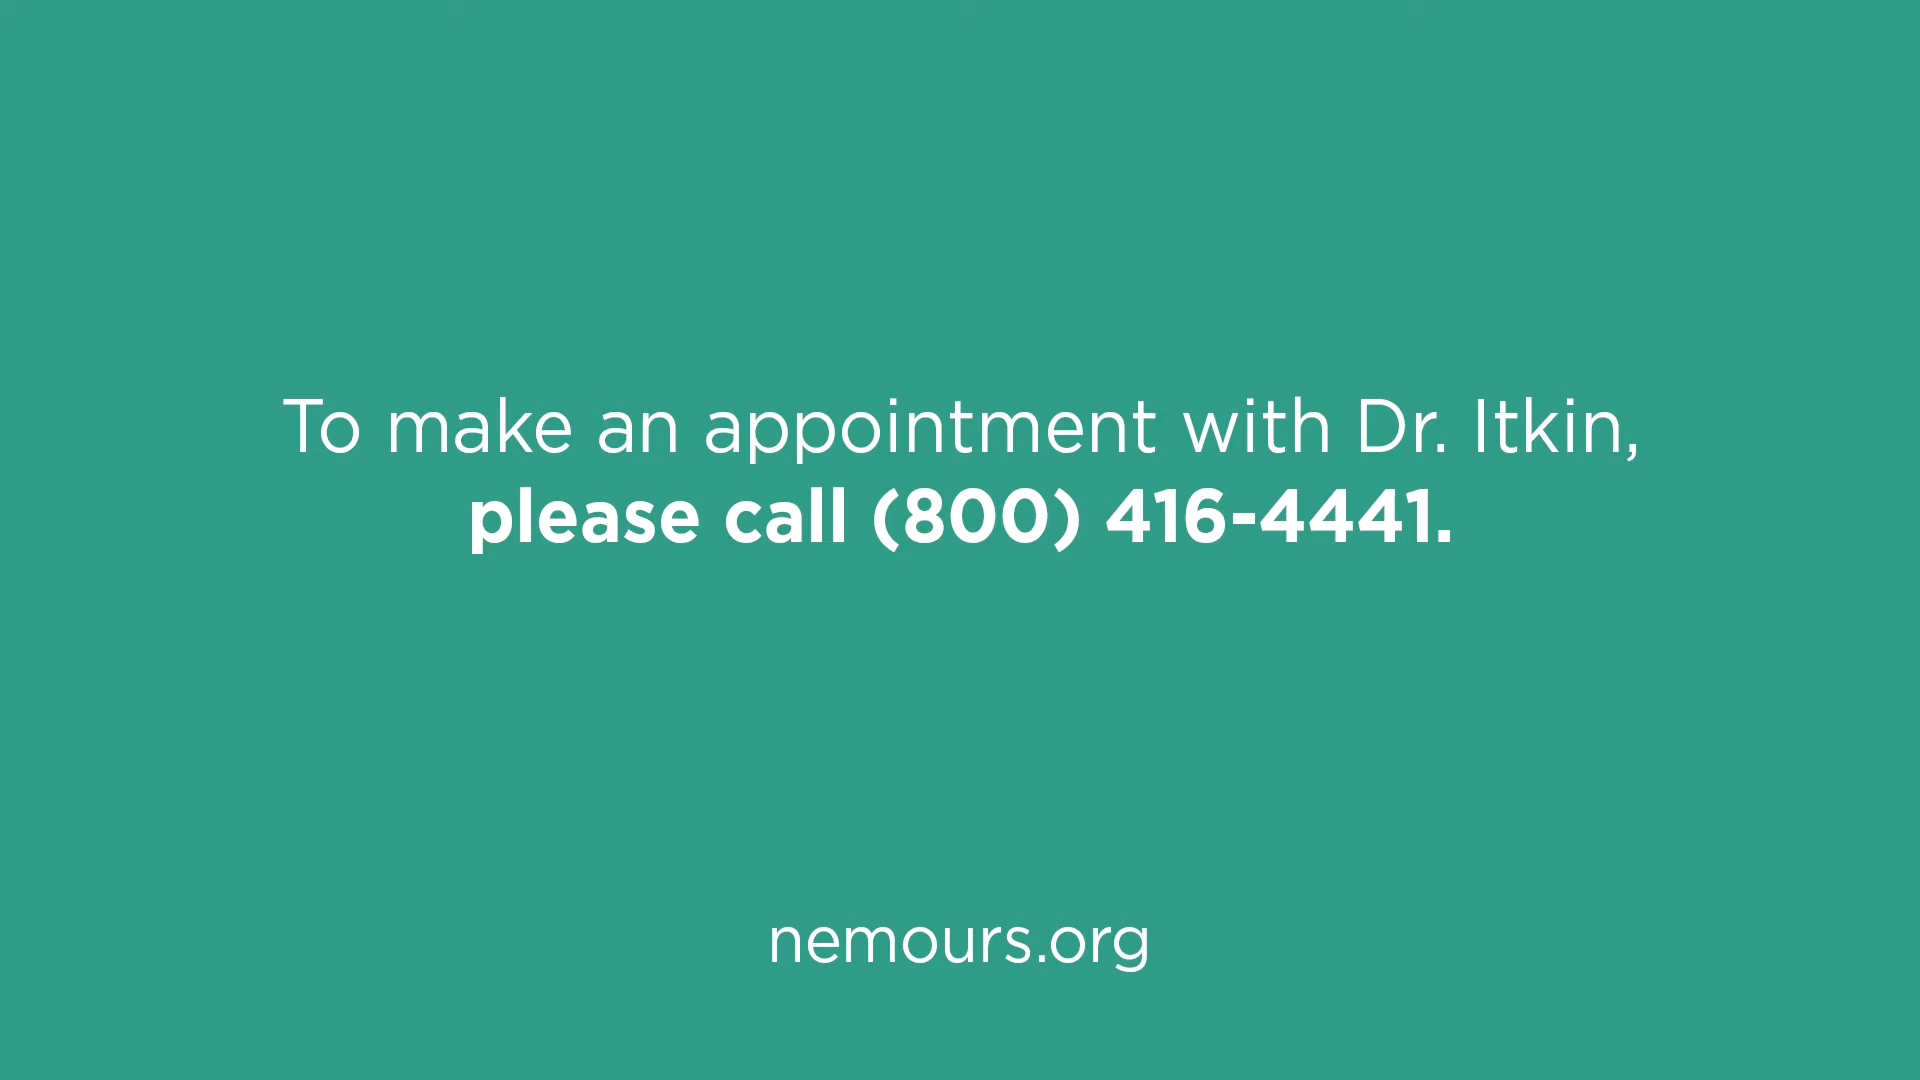 To make an appointment with Dr. Itkin,
please call (800) 416-4441.
nemours.org